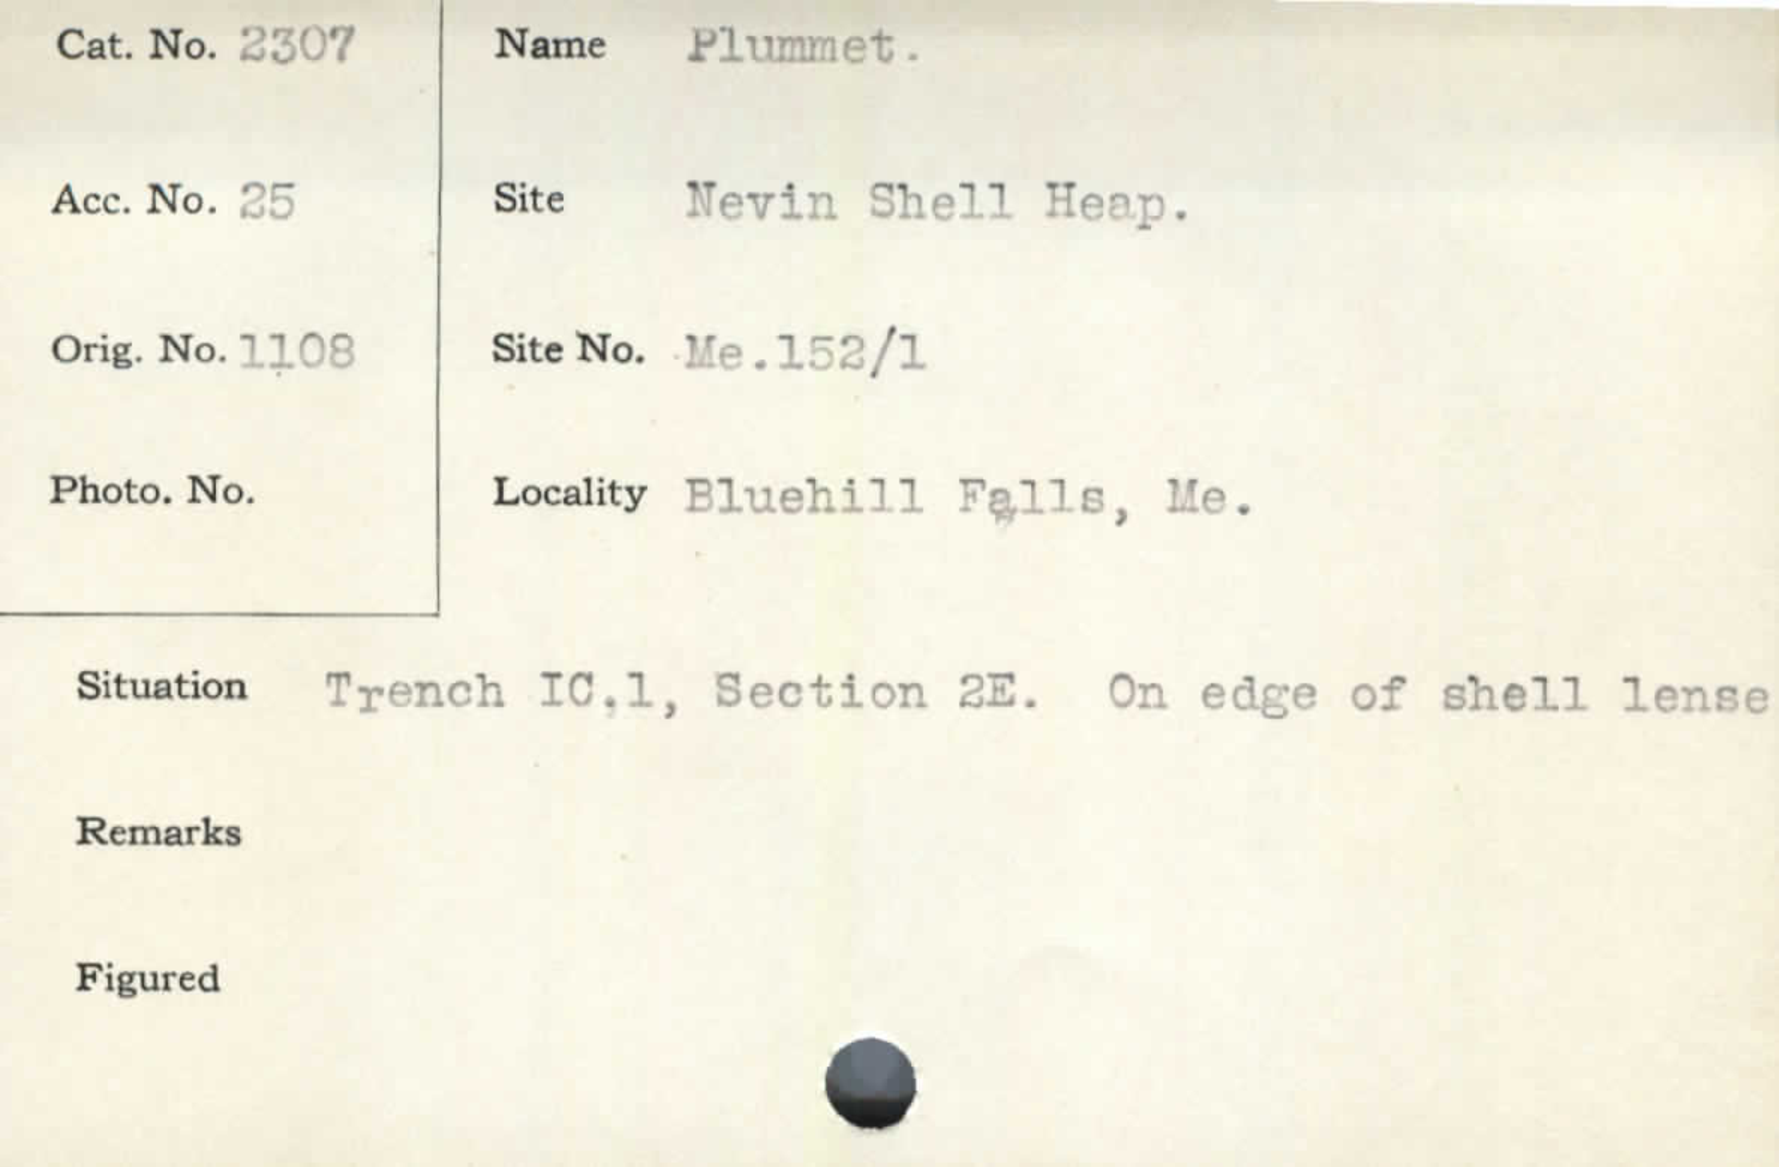 Cat. No. 2307 Name Plummet.
Acc. No. 25 Site Nevin Shell Heap.
Orig. No. 1108 Site No. Me.152/1
Photo. No. Locality Bluehill Falls, Me.
Situation Trench IC.1, Section 2E. On edge of shell lense
Remarks
Figured